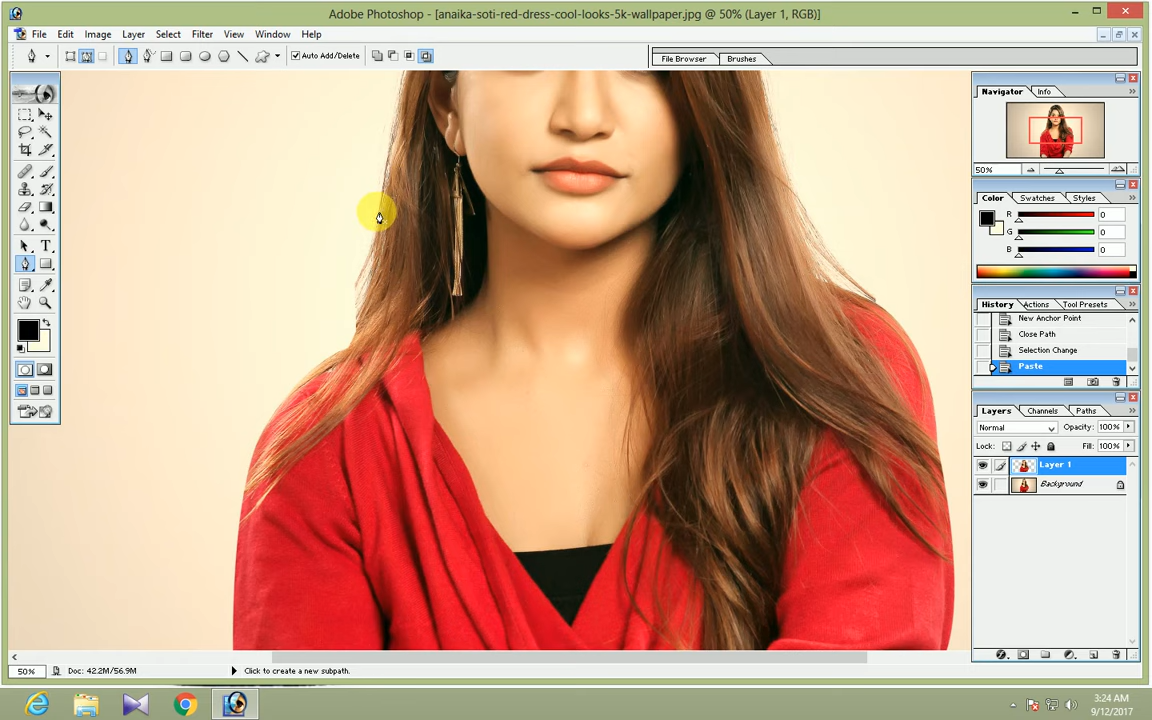 Adobe Photoshop - [anaika-soti-red-dress-cool-looks-5k-wallpaper.jpg @ 50% (Layer 1, RGB)]
File Edit Image Layer Select Filter View Window Help
Auto Add/Delete
File Browser Brushes
Navigator Info
50%
Color Swatches Styles
R 0
G 0
B 0
History Actions Tool Presets
New Anchor Point
Close Path
Selection Change
Paste
Layers Channels Paths
Normal Opacity: 100%
Lock: Fill: 100%
Layer 1
Background
T
50% Doc: 42.2M/56.9M Click to create a new subpath.
3:24 AM
9/12/2017